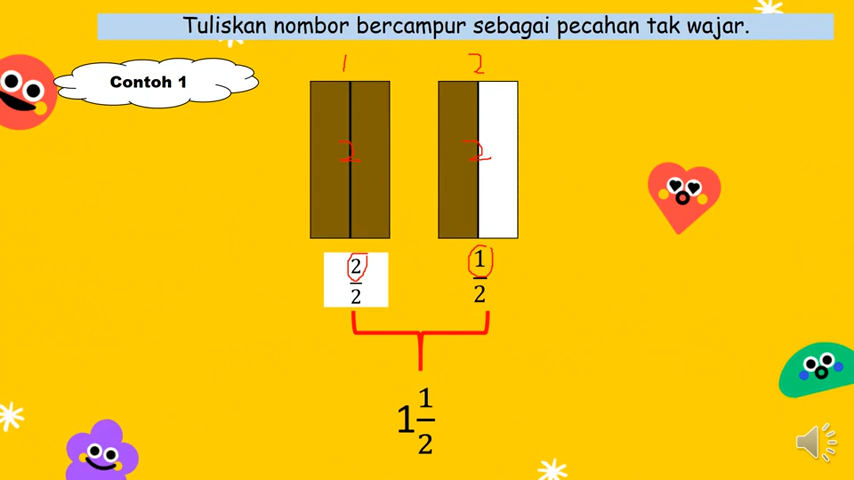 Tuliskan nombor bercampur sebagai pecahan tak wajar.
Contoh 1
1 2
2 2
2/2 1/2
1 1/2